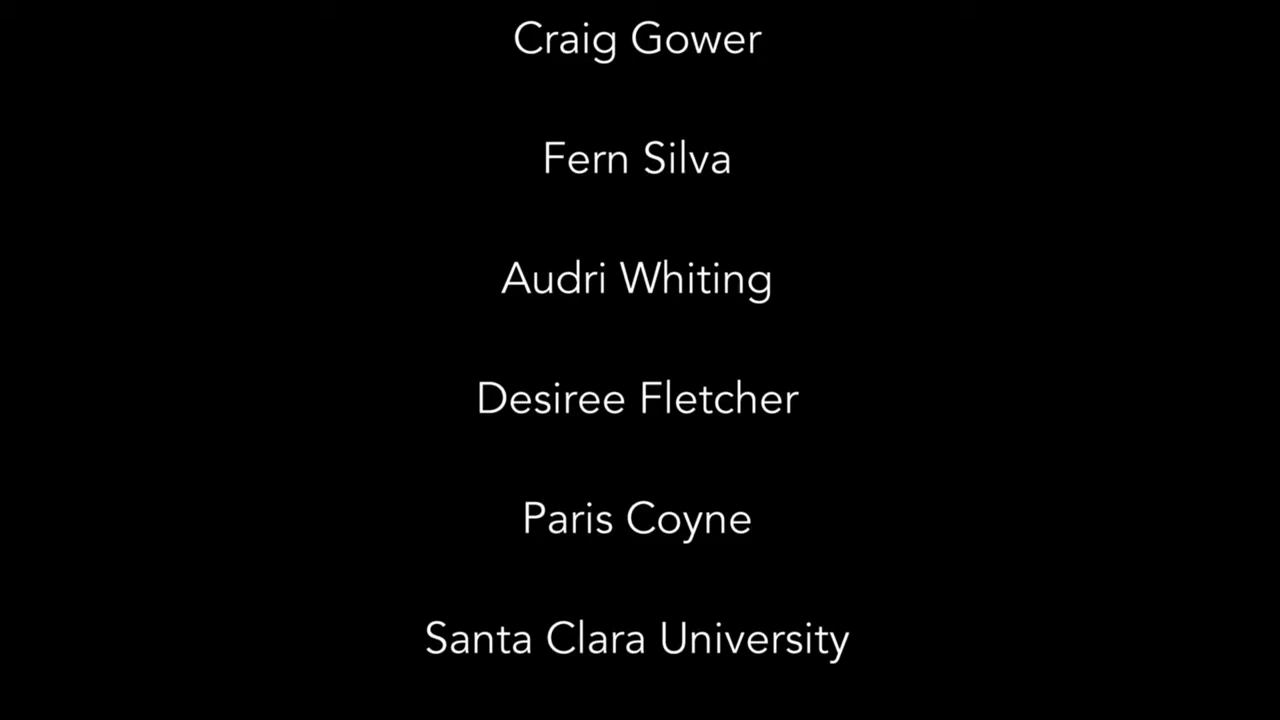 Craig Gower
Fern Silva
Audri Whiting
Desiree Fletcher
Paris Coyne
Santa Clara University